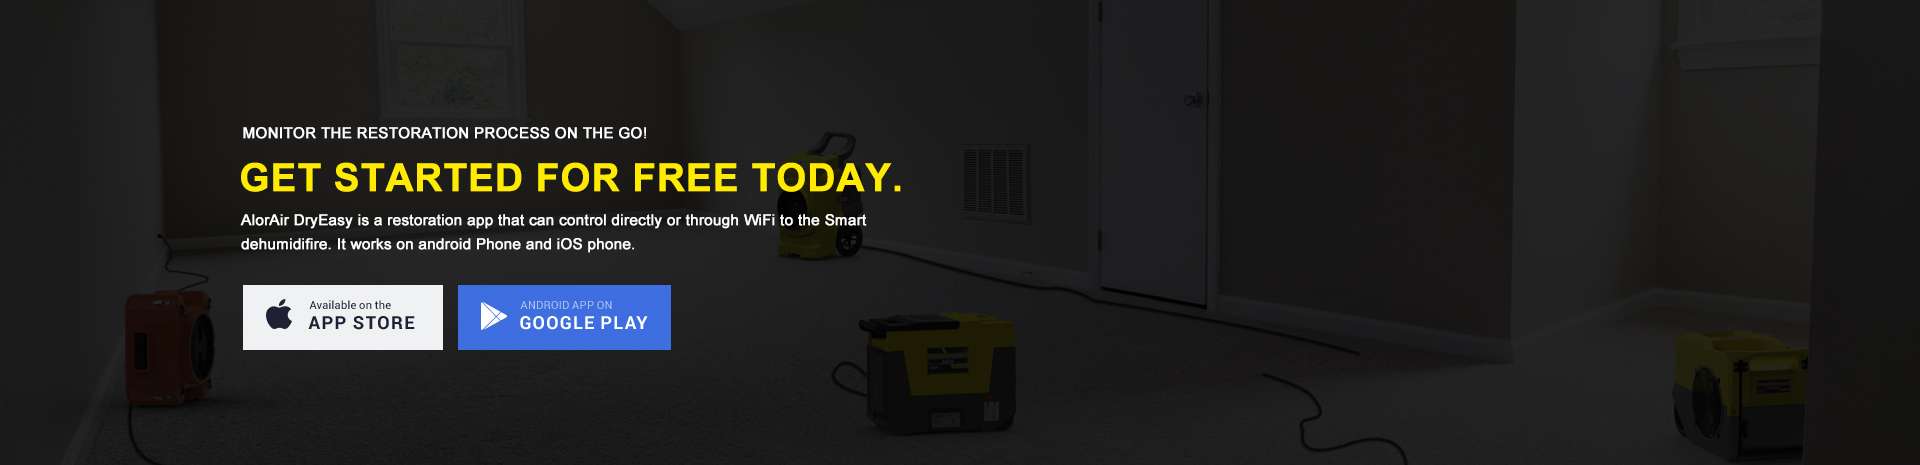 MONITOR THE RESTORATION PROCESS ON THE GO!
GET STARTED FOR FREE TODAY.
AlorAir DryEasy is a restoration app that can control directly or through WiFi to the Smart
dehumidifire. It works on android Phone and iOS phone.
Available on the
APP STORE
ANDROID APP ON
GOOGLE PLAY